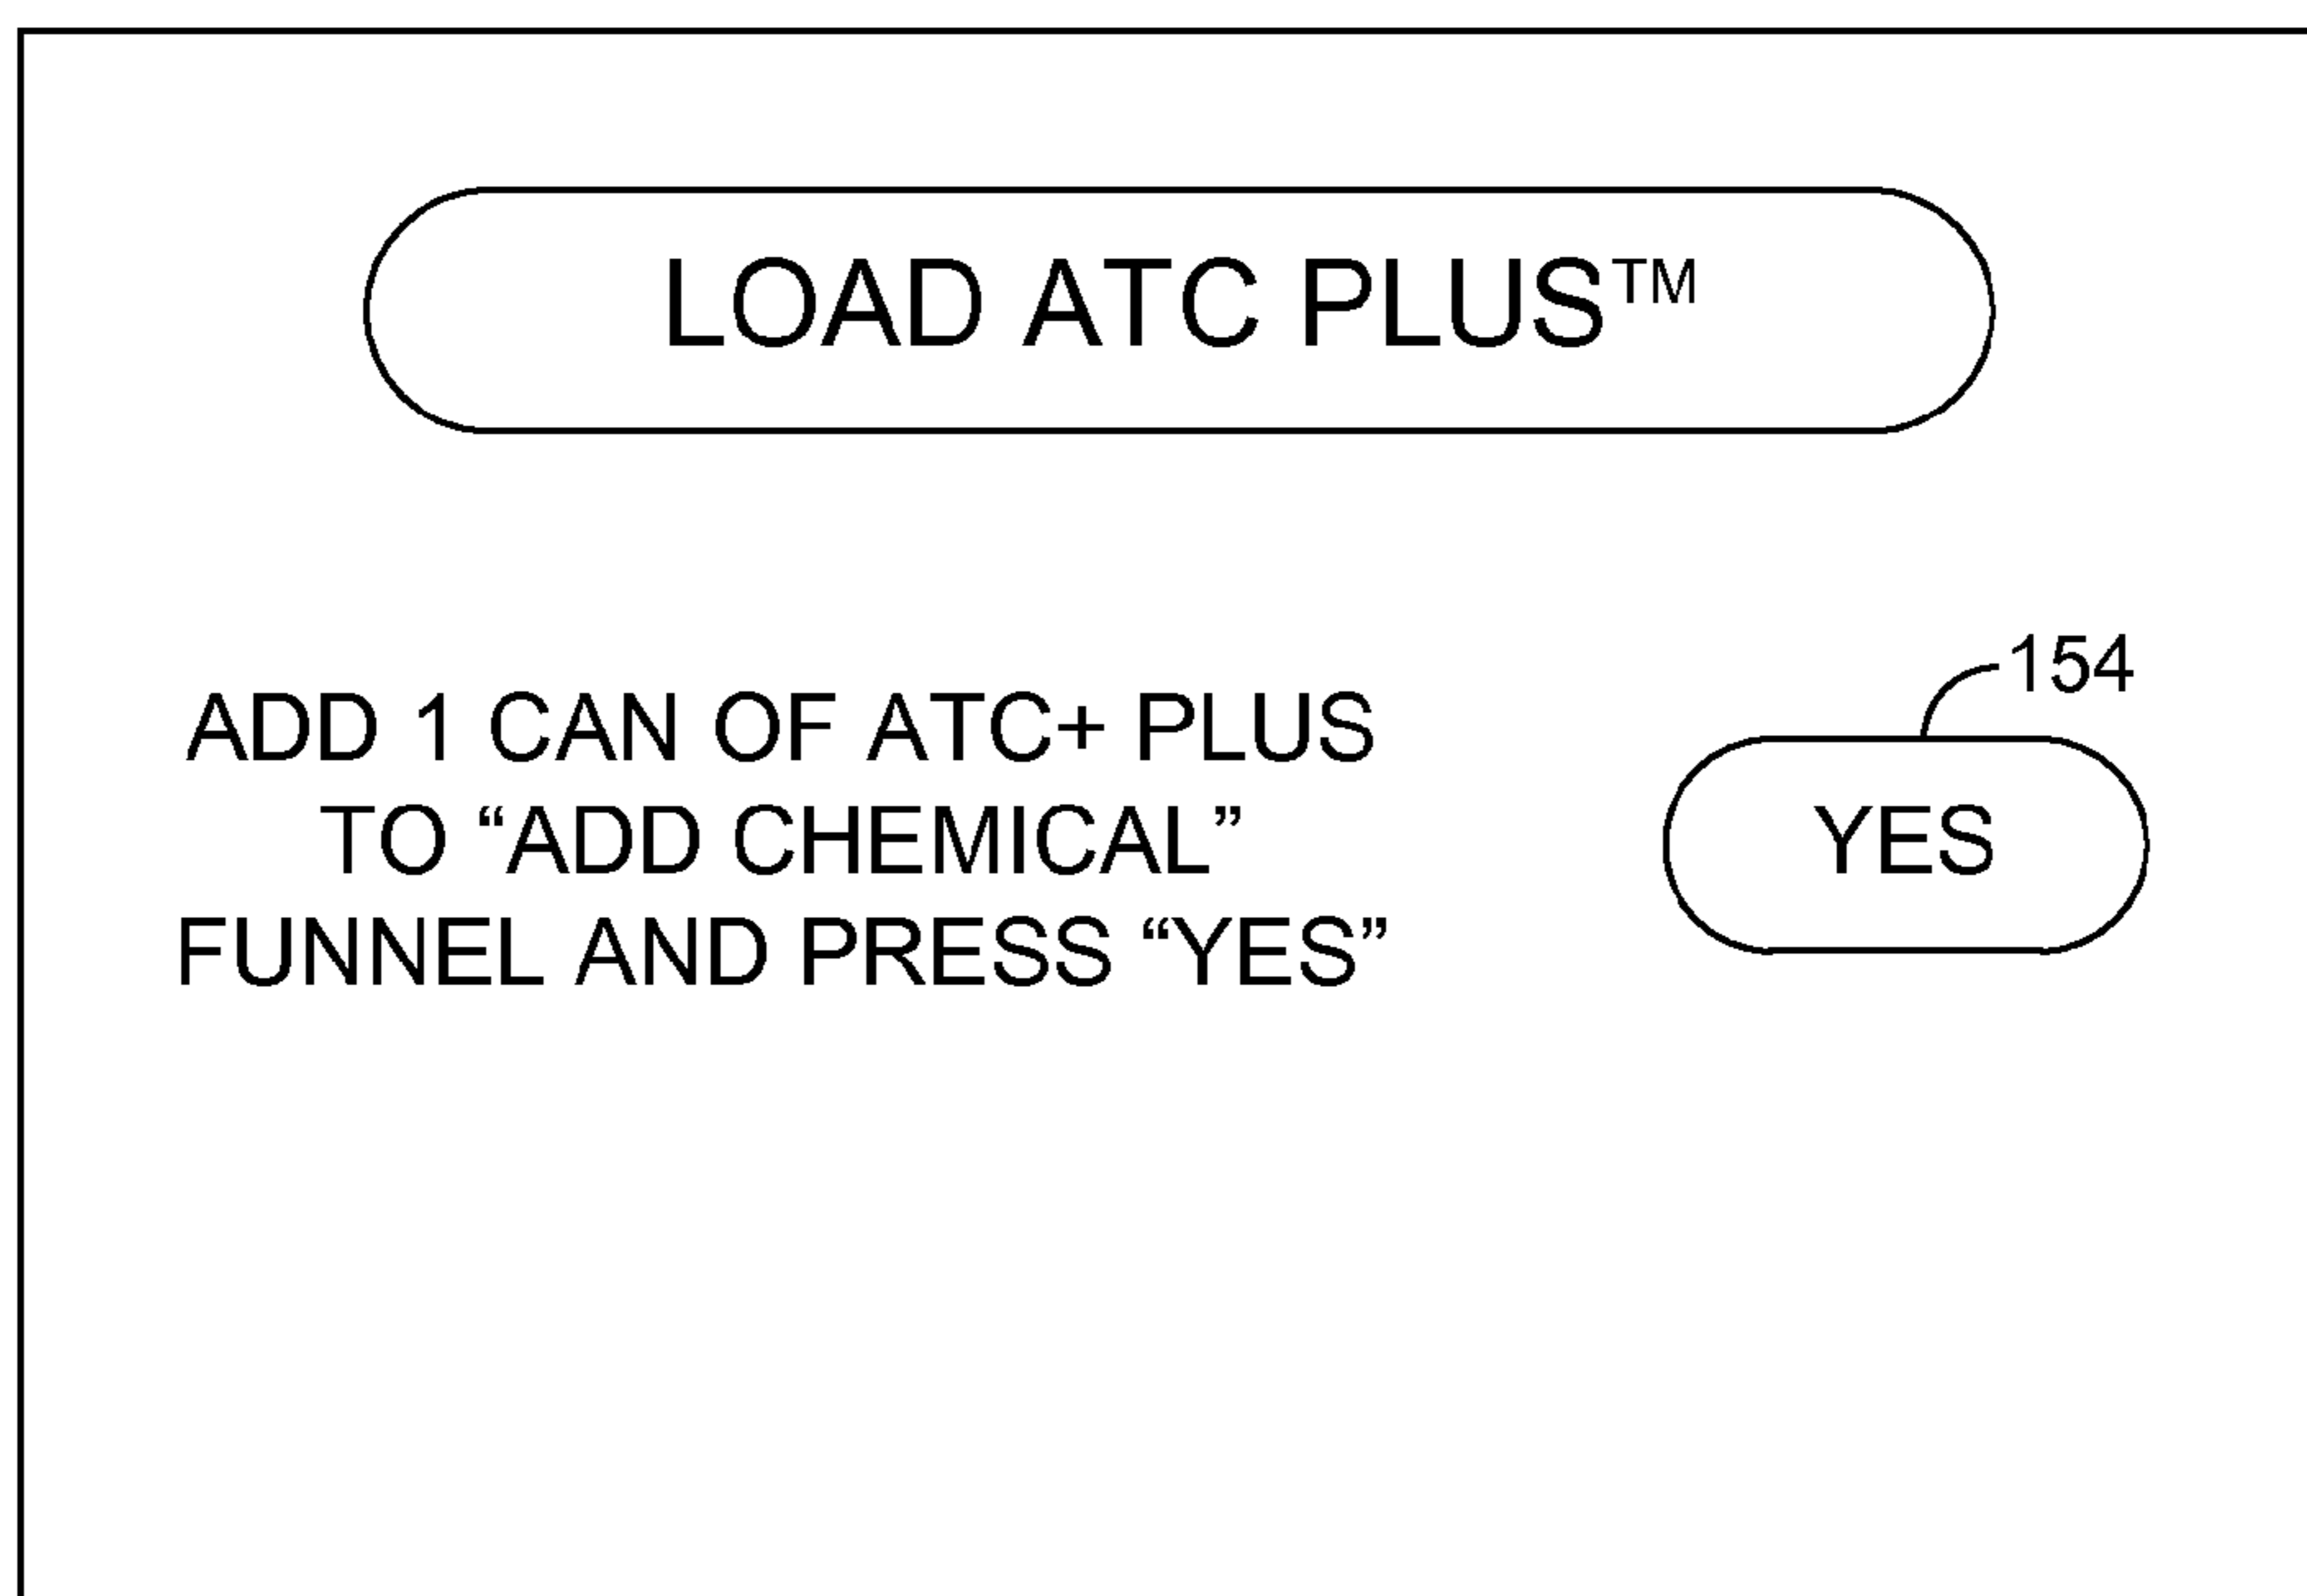 LOAD ATC PLUS™
154
ADD 1 CAN OF ATC+ PLUS
TO “ADD CHEMICAL”
FUNNEL AND PRESS “YES”
YES